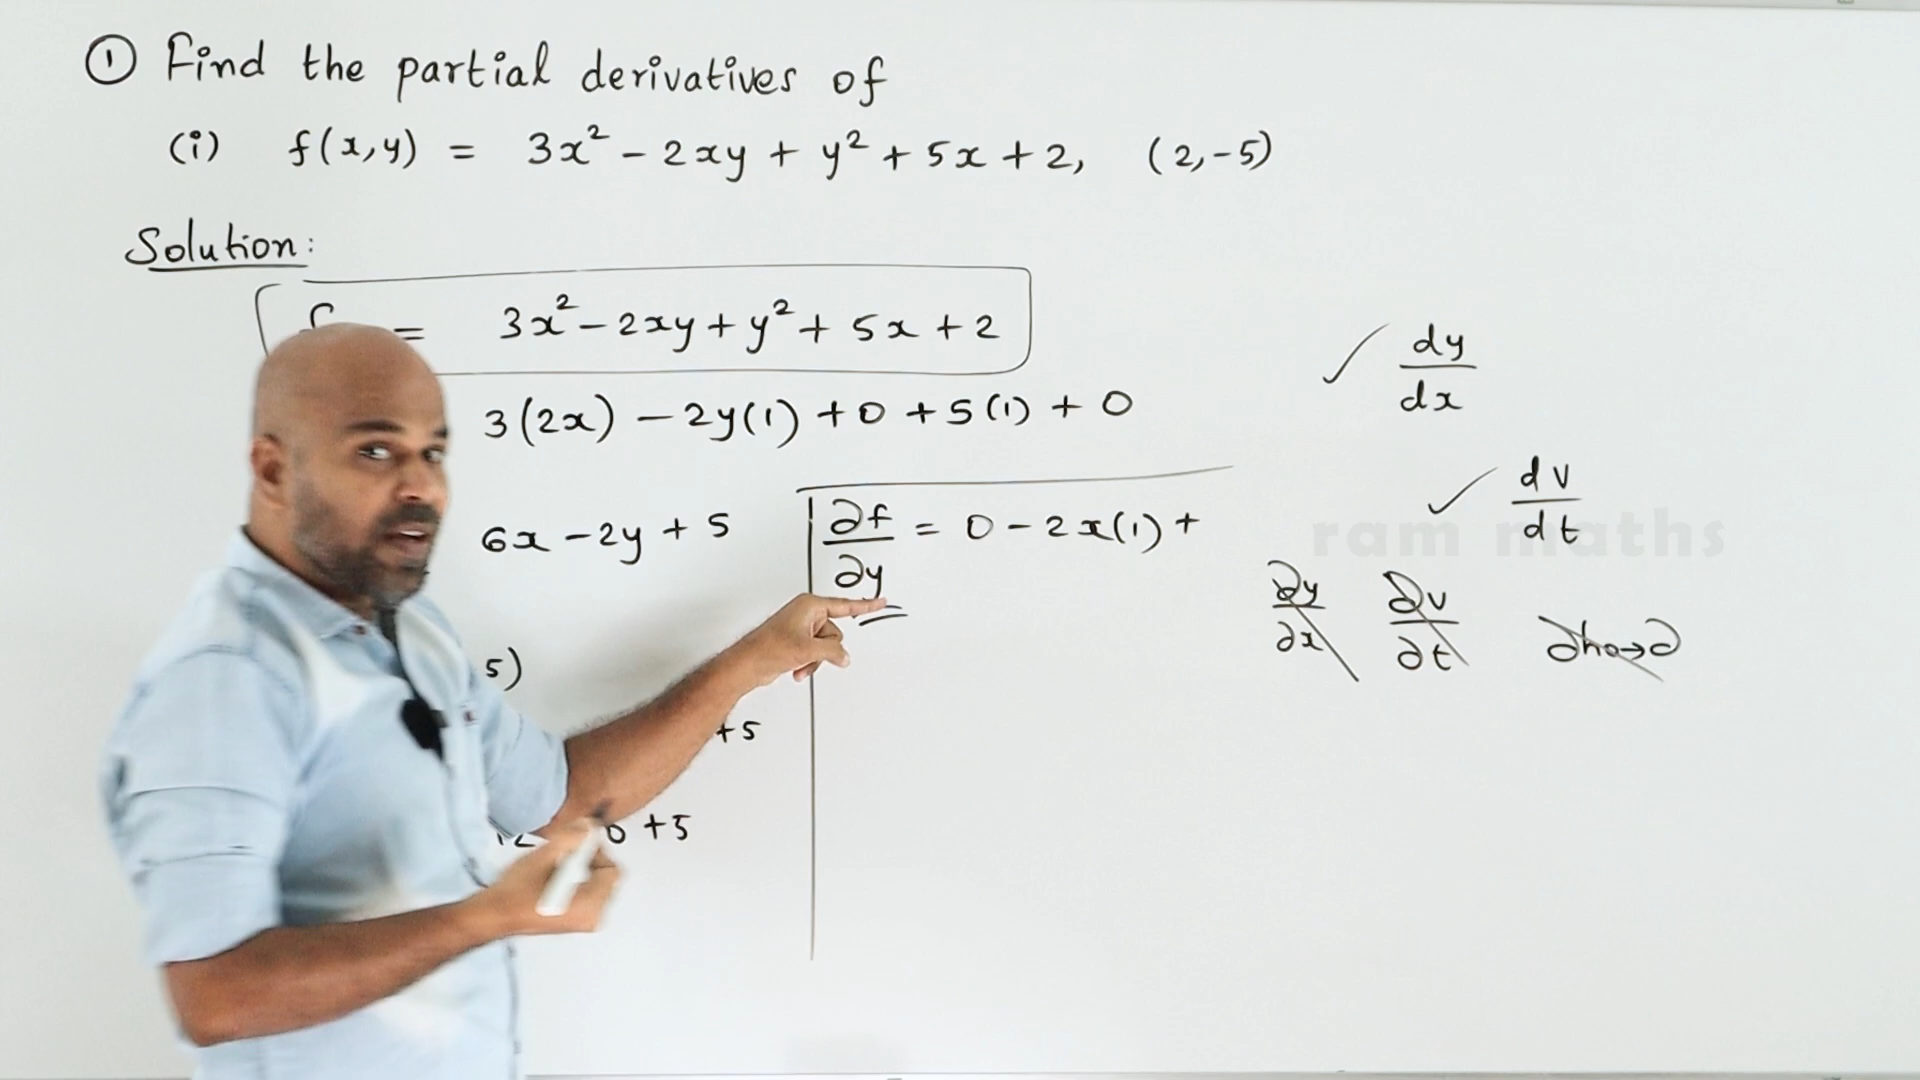 ① Find the partial derivatives of
(i) f(x,y) = 3x² - 2xy + y² + 5x + 2, (2,-5)
Solution:
= 3x² - 2xy + y² + 5x + 2
3(2x) - 2y(1) + 0 + 5(1) + 0
6x - 2y + 5
5)
+5
+5
∂f/∂y = 0 - 2x(1) +
✓ dy/dx
✓ dv/dt
ram maths
∂y/∂x ∂v/∂t ∂ho→∂